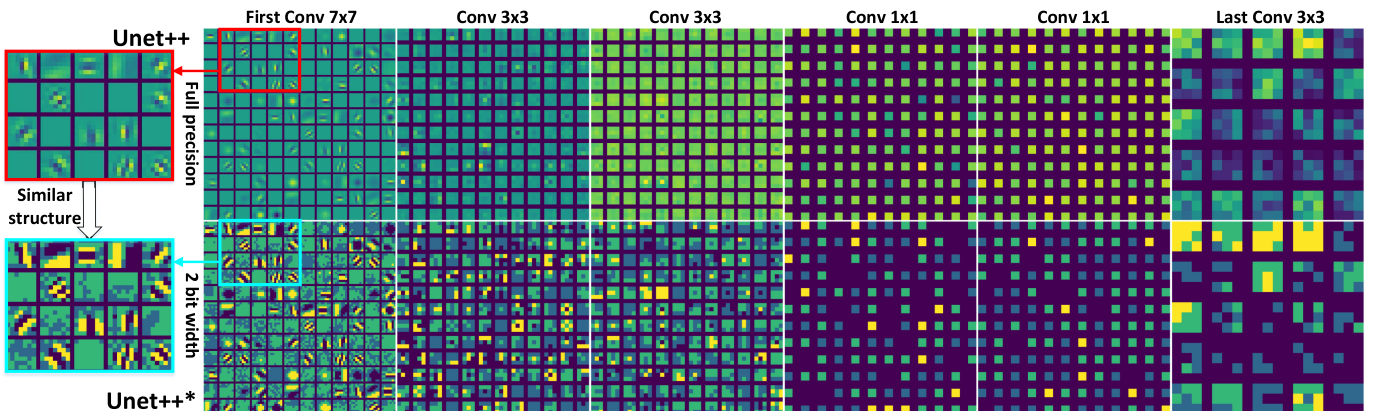 First Conv 7x7
Conv 3x3
Conv 3x3
Conv 1x1
Conv 1x1
Last Conv 3x3
Unet++
Full precision
Similar
structure
2 bit width
Unet++*